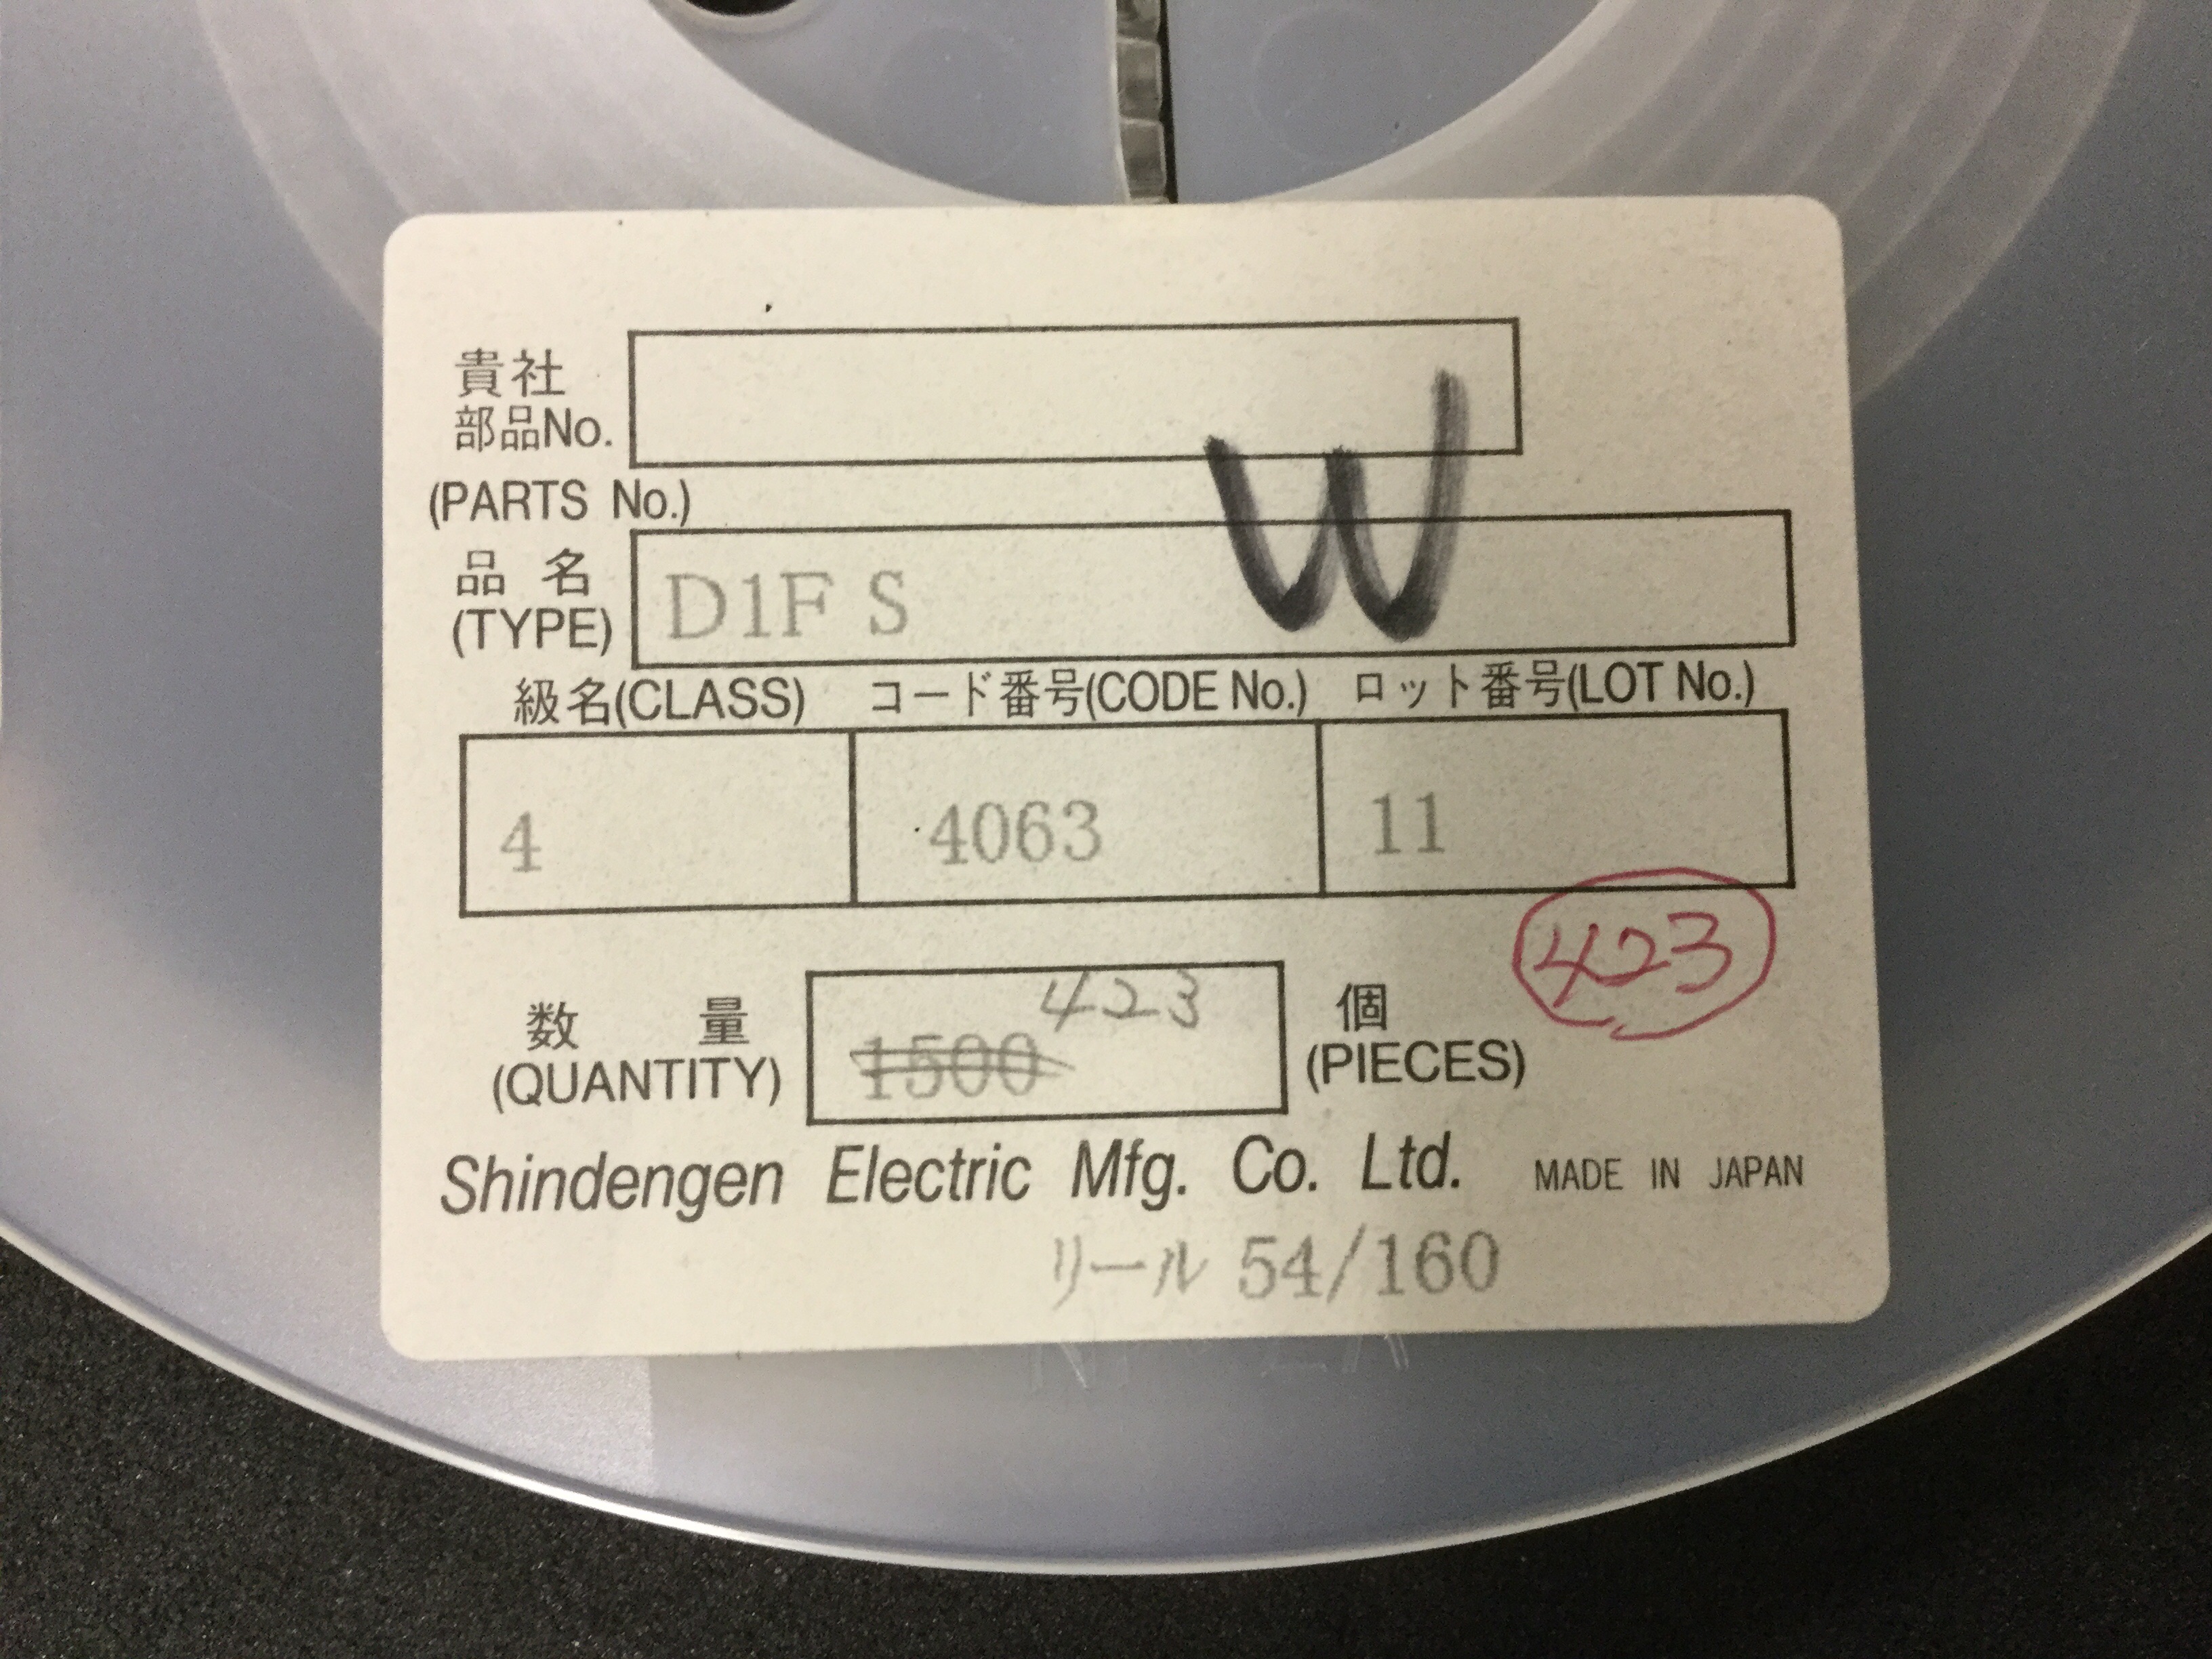 貴社
部品No.
(PARTS No.)
W
品名
(TYPE)
D1F S
級名(CLASS) コード番号(CODE No.) ロット番号(LOT No.)
4 4063 11
423
数量
(QUANTITY)
1500 423
個
(PIECES)
Shindengen Electric Mfg. Co. Ltd. MADE IN JAPAN
リール 54/160